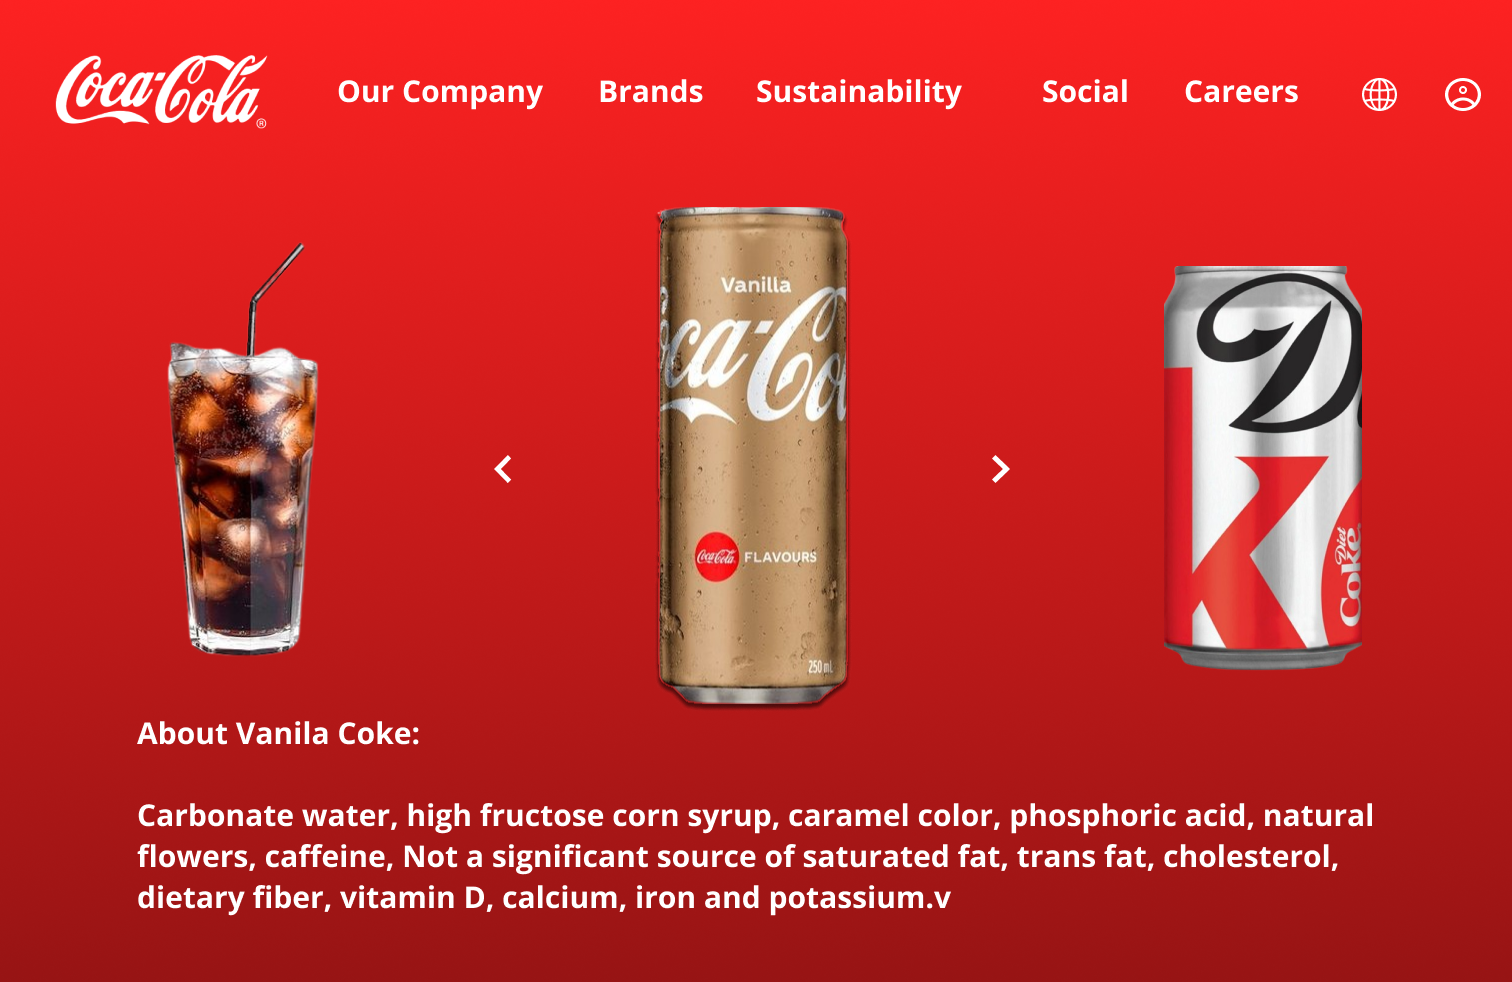 Coca-Cola®
Our Company Brands Sustainability Social Careers
Vanilla
oca-Co
Coca-Cola FLAVOURS
250 mL
D
k
Diet
Coke
About Vanila Coke:
Carbonate water, high fructose corn syrup, caramel color, phosphoric acid, natural
flowers, caffeine, Not a significant source of saturated fat, trans fat, cholesterol,
dietary fiber, vitamin D, calcium, iron and potassium.v